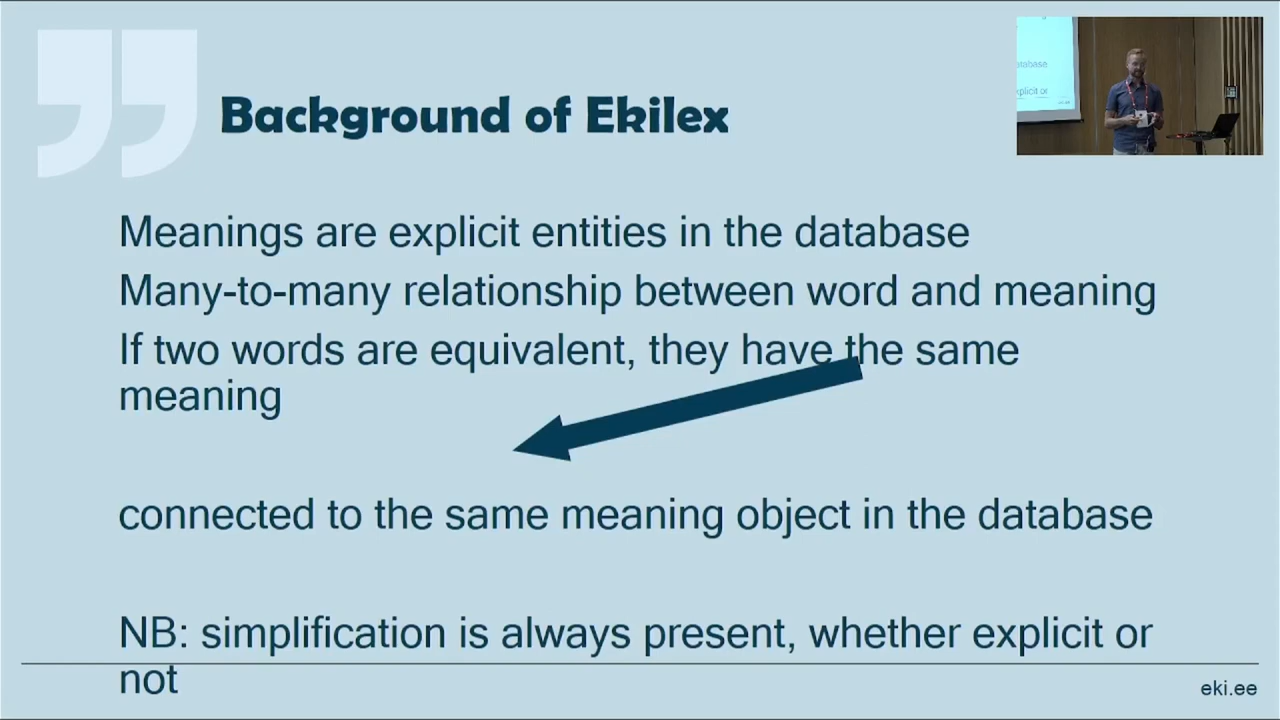 Background of Ekilex
Meanings are explicit entities in the database
Many-to-many relationship between word and meaning
If two words are equivalent, they have the same
meaning
connected to the same meaning object in the database
NB: simplification is always present, whether explicit or
not
eki.ee